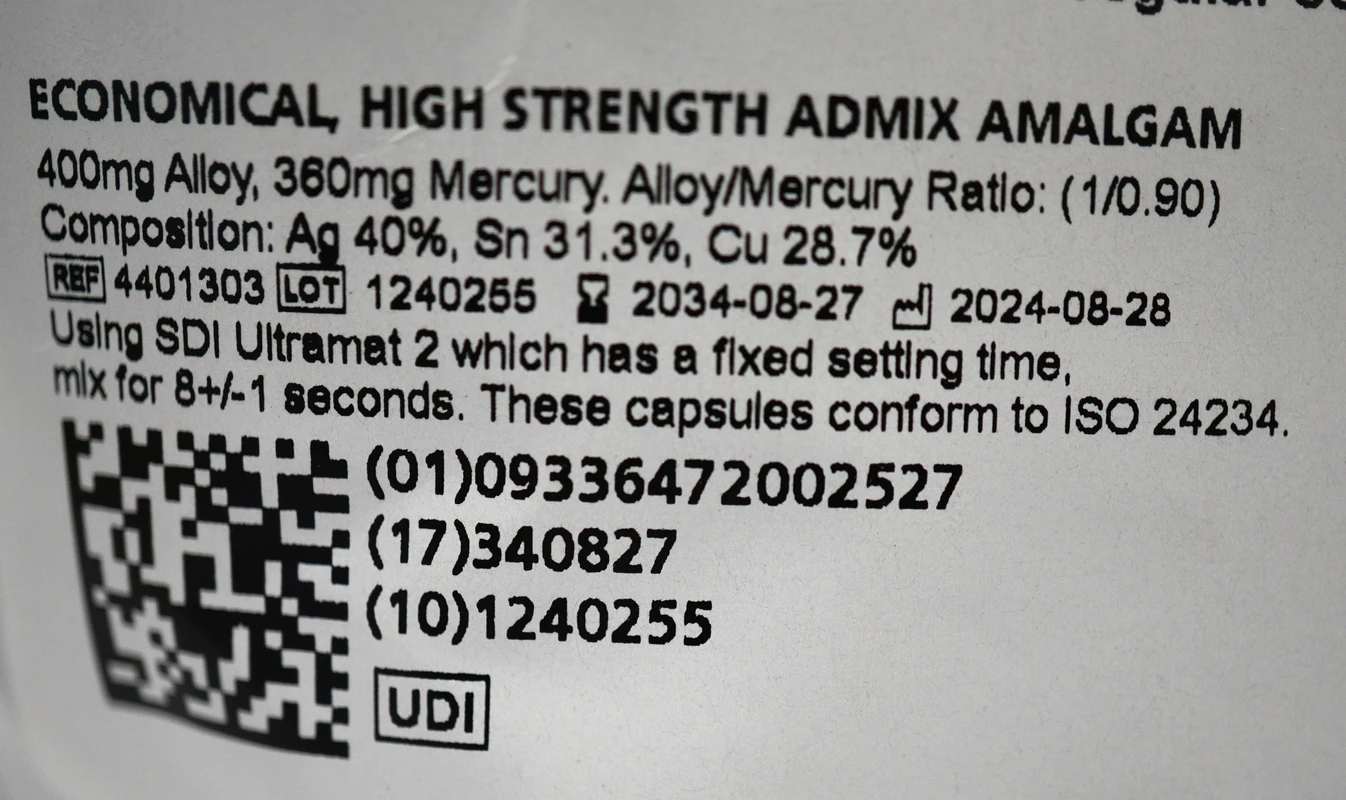 ECONOMICAL, HIGH STRENGTH ADMIX AMALGAM
400mg Alloy, 360mg Mercury. Alloy/Mercury Ratio: (1/0.90)
Composition: Ag 40%, Sn 31.3%, Cu 28.7%
REF 4401303 LOT 1240255 2034-08-27 2024-08-28
Using SDI Ultramat 2 which has a fixed setting time,
mix for 8+/-1 seconds. These capsules conform to ISO 24234.
(01)09336472002527
(17)340827
(10)1240255
UDI